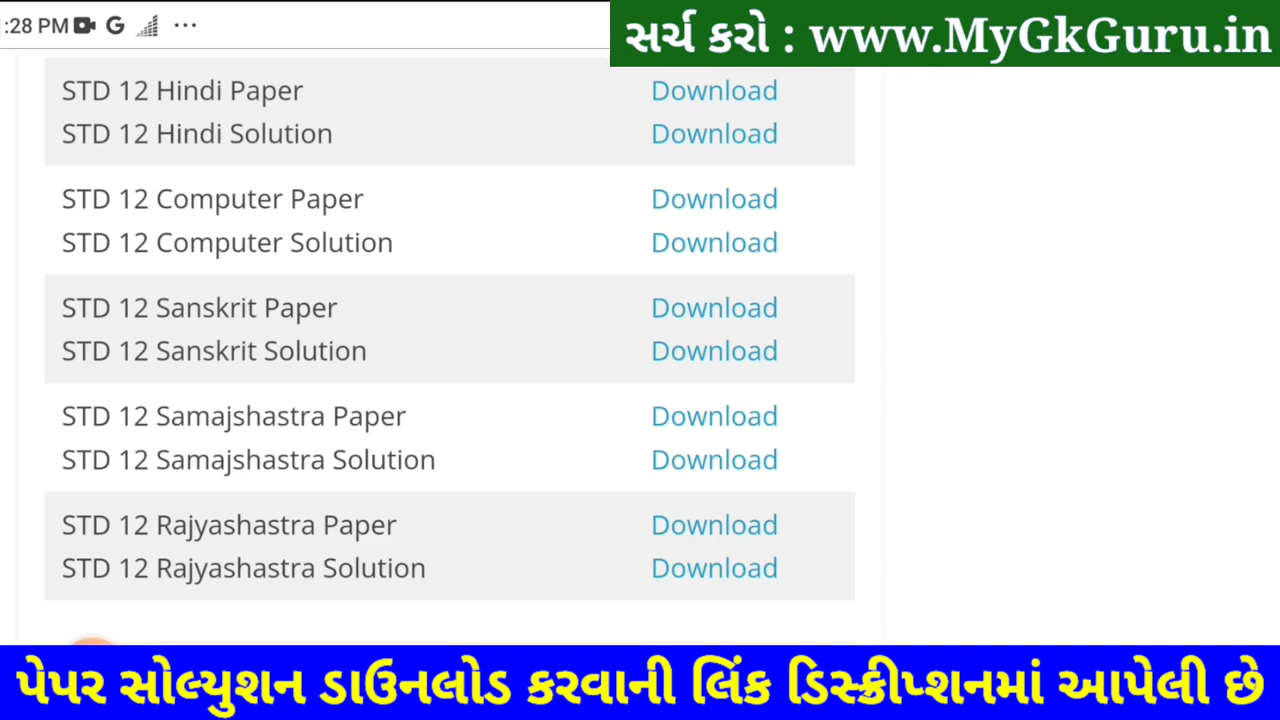 :28 PM G ...
સર્ચ કરો : www.MyGkGuru.in
STD 12 Hindi Paper Download
STD 12 Hindi Solution Download
STD 12 Computer Paper Download
STD 12 Computer Solution Download
STD 12 Sanskrit Paper Download
STD 12 Sanskrit Solution Download
STD 12 Samajshastra Paper Download
STD 12 Samajshastra Solution Download
STD 12 Rajyashastra Paper Download
STD 12 Rajyashastra Solution Download
પેપર સોલ્યુશન ડાઉનલોડ કરવાની લિંક ડિસ્ક્રીપ્શનમાં આપેલી છે